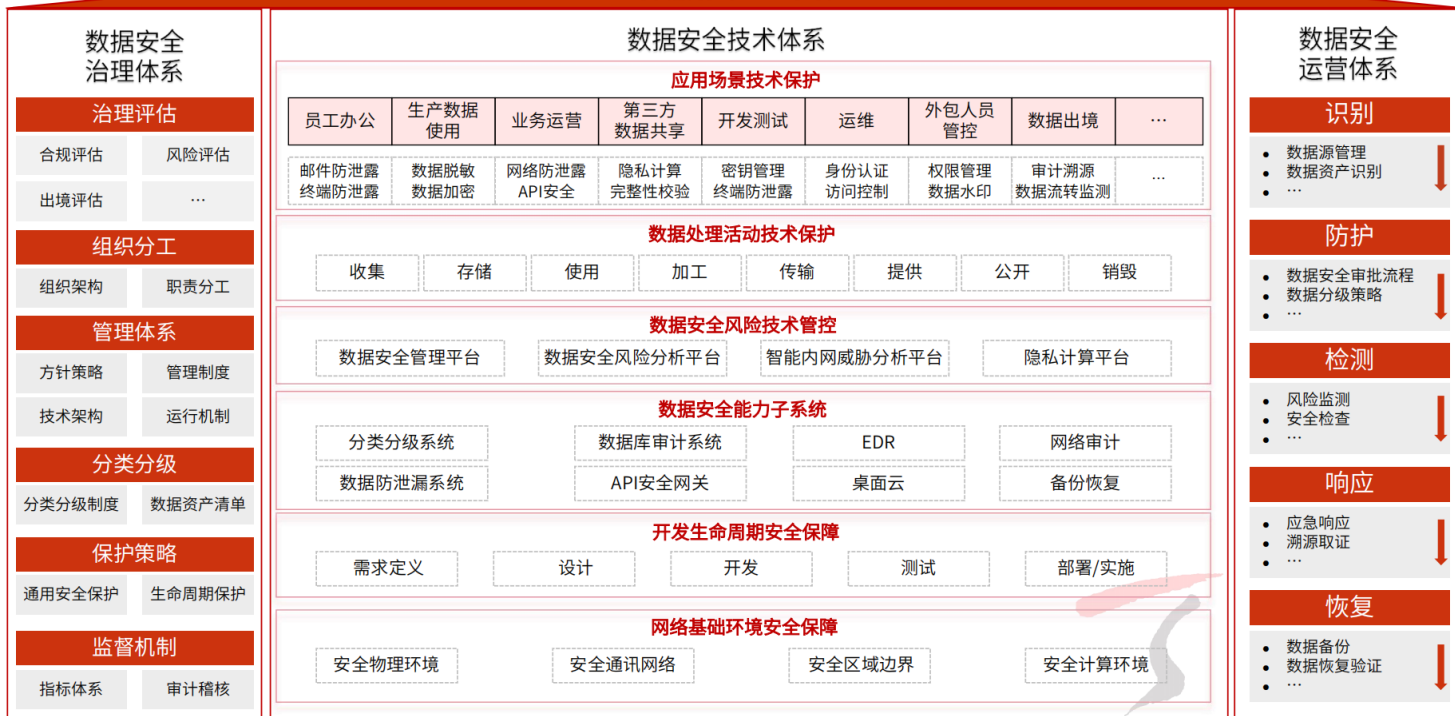 数据安全
治理体系
治理评估
合规评估 风险评估
出境评估 …
组织分工
组织架构 职责分工
管理体系
方针策略 管理制度
技术架构 运行机制
分类分级
分类分级制度 数据资产清单
保护策略
通用安全保护 生命周期保护
监督机制
指标体系 审计稽核
数据安全技术体系
应用场景技术保护
员工办公 生产数据使用 业务运营 第三方数据共享 开发测试 运维 外包人员管控 数据出境 …
邮件防泄露 数据脱敏 网络防泄露 隐私计算 密钥管理 身份认证 权限管理 审计溯源 …
终端防泄露 数据加密 API安全 完整性校验 终端防泄露 访问控制 数据水印 数据流转监测
数据处理活动技术保护
收集 存储 使用 加工 传输 提供 公开 销毁
数据安全风险技术管控
数据安全管理平台 数据安全风险分析平台 智能内网威胁分析平台 隐私计算平台
数据安全能力子系统
分类分级系统 数据库审计系统 EDR 网络审计
数据防泄漏系统 API安全网关 桌面云 备份恢复
开发生命周期安全保障
需求定义 设计 开发 测试 部署/实施
网络基础环境安全保障
安全物理环境 安全通讯网络 安全区域边界 安全计算环境
数据安全
运营体系
识别
• 数据源管理
• 数据资产识别
• …
防护
• 数据安全审批流程
• 数据分级策略
• …
检测
• 风险监测
• 安全检查
• …
响应
• 应急响应
• 溯源取证
• …
恢复
• 数据备份
• 数据恢复验证
• …